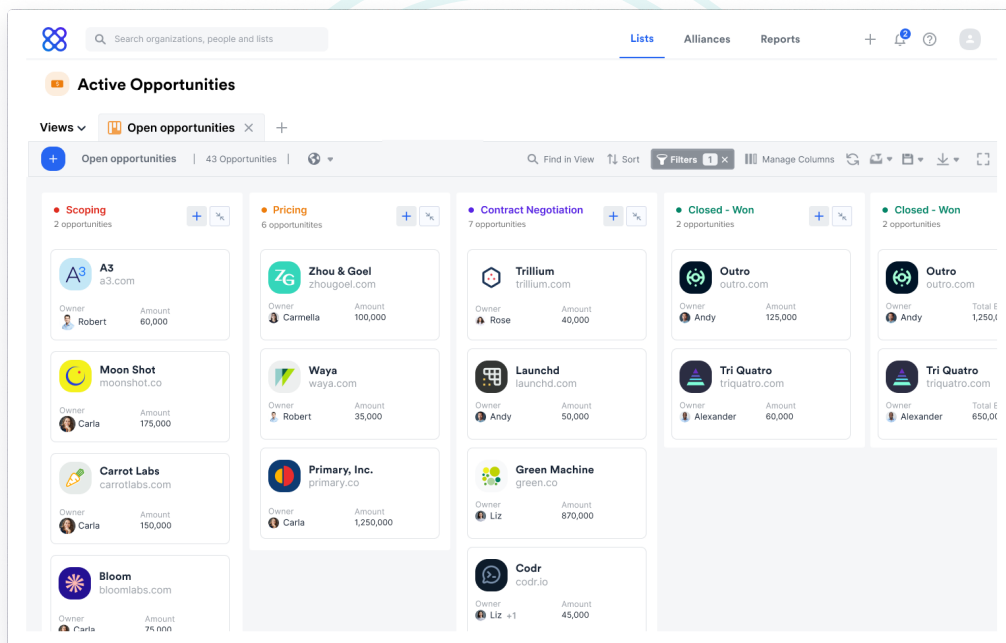 Search organizations, people and lists
Lists
Alliances
Reports
2
Active Opportunities
Views
Open opportunities
Open opportunities | 43 Opportunities |
Find in View
Sort
Filters 1
Manage Columns
Scoping
2 opportunities
A3
A3
a3.com
Owner
Amount
Robert
60,000
Moon Shot
moonshot.co
Owner
Amount
Carla
175,000
Carrot Labs
carrotlabs.com
Owner
Amount
Carla
150,000
Bloom
bloomlabs.com
Owner
Amount
Carla
75,000
Pricing
6 opportunitites
ZG
Zhou & Goel
zhougoel.com
Owner
Amount
Carmella
100,000
Waya
waya.com
Owner
Amount
Robert
35,000
Primary, Inc.
primary.co
Owner
Amount
Carla
1,250,000
Contract Negotiation
7 opportunities
Trillium
trillium.com
Owner
Amount
Rose
40,000
Launchd
launchd.com
Owner
Amount
Andy
50,000
Green Machine
green.co
Owner
Amount
Liz
870,000
Codr
codr.io
Owner
Amount
Liz +1
45,000
Closed - Won
2 opportunities
Outro
outro.com
Owner
Amount
Andy
125,000
Tri Quatro
triquatro.com
Owner
Amount
Alexander
60,000
Closed - Won
2 opportunities
Outro
outro.com
Owner
Total
Andy
Tri Quatro
triquatro.com
Owner
Total
Alexander